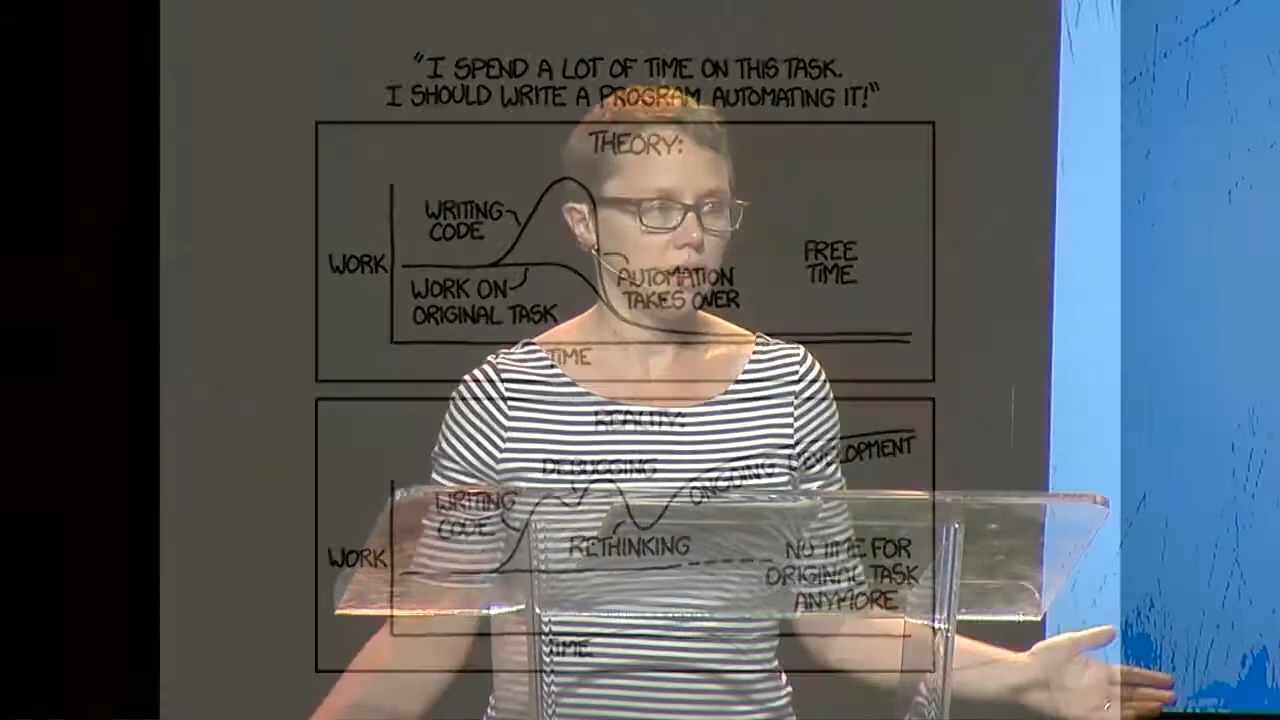 "I SPEND A LOT OF TIME ON THIS TASK.
I SHOULD WRITE A PROGRAM AUTOMATING IT!"
THEORY:
WRITING
CODE
WORK
WORK ON
ORIGINAL TASK
AUTOMATION
TAKES OVER
FREE
TIME
TIME
REALITY:
DEBUGGING
WRITING
CODE
ONGOING DEVELOPMENT
WORK
RETHINKING
NO TIME FOR
ORIGINAL TASK
ANYMORE
TIME